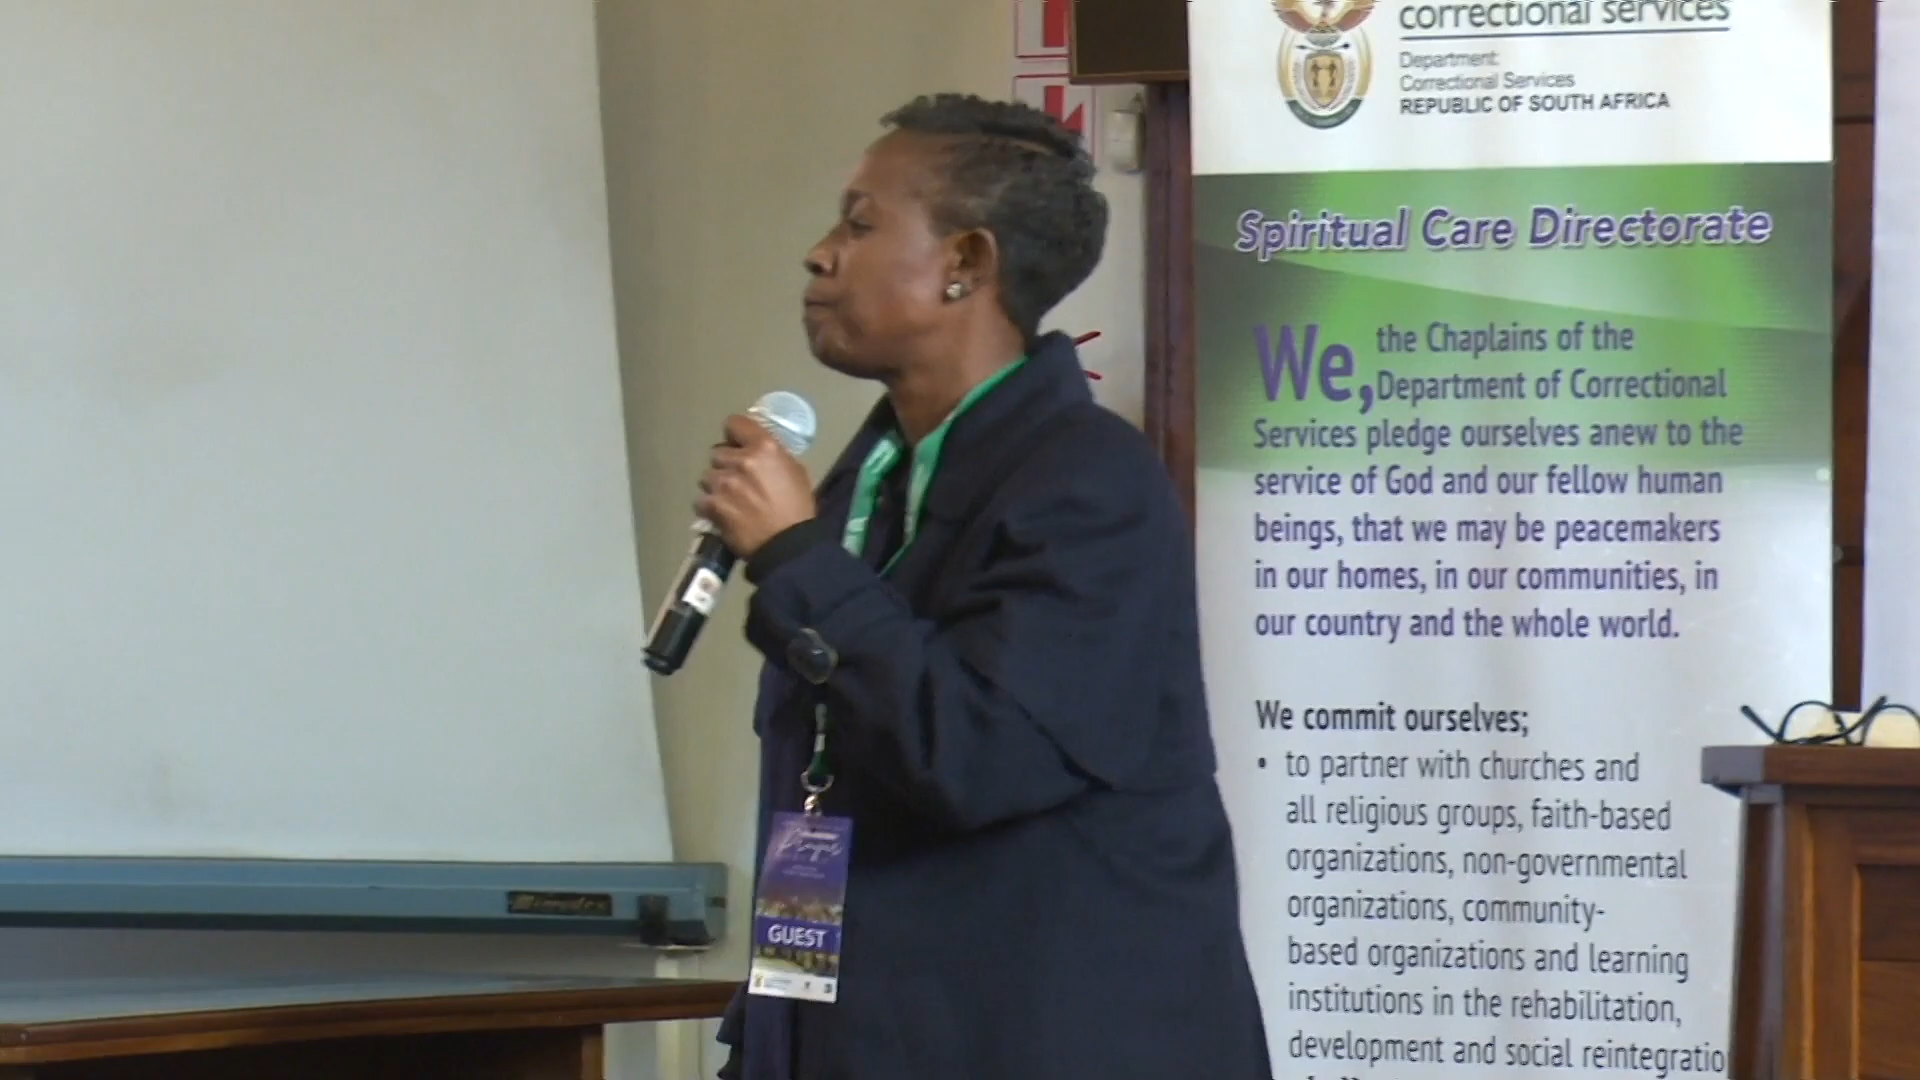 correctional services
Department:
Correctional Services
REPUBLIC OF SOUTH AFRICA
Spiritual Care Directorate
We, the Chaplains of the
Department of Correctional
Services pledge ourselves anew to the
service of God and our fellow human
beings, that we may be peacemakers
in our homes, in our communities, in
our country and the whole world.
We commit ourselves;
• to partner with churches and
all religious groups, faith-based
organizations, non-governmental
organizations, community-
based organizations and learning
institutions in the rehabilitation,
development and social reintegratio
Prayer
GUEST